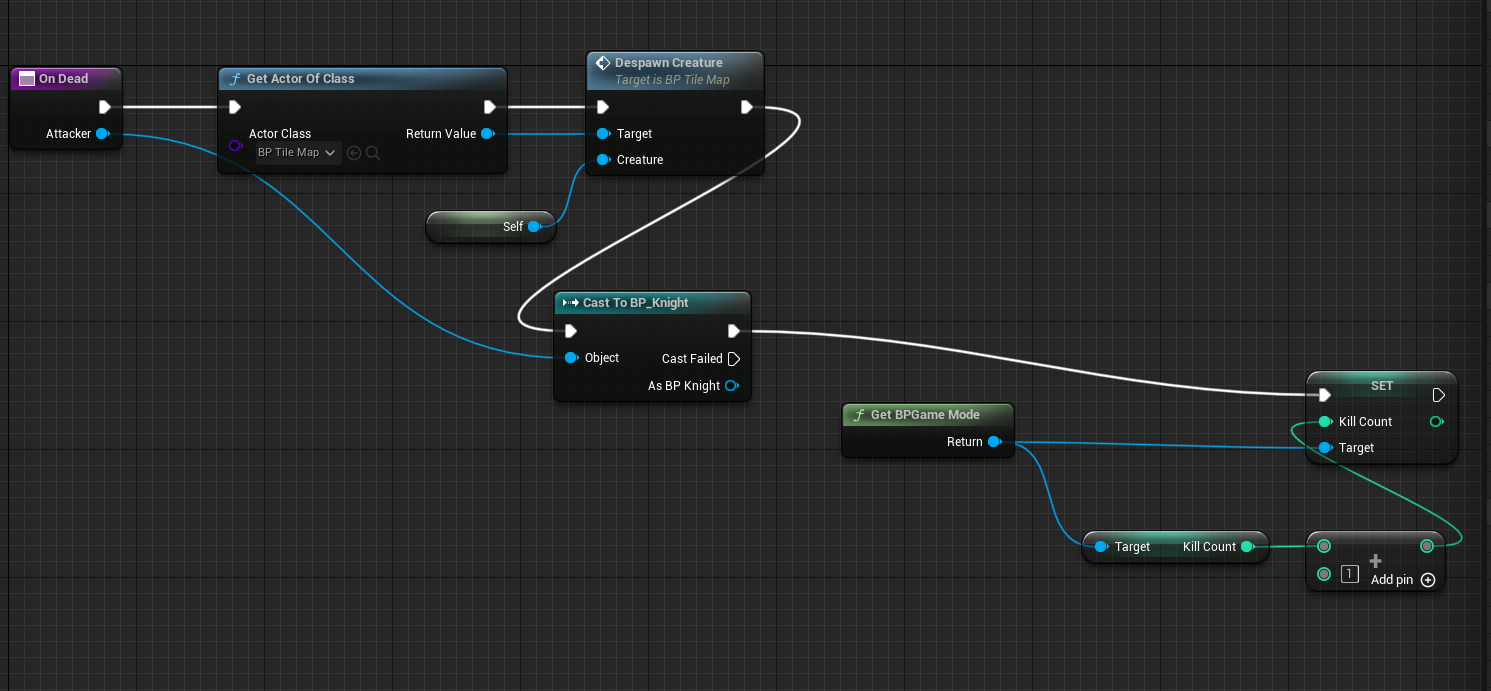 On Dead
Attacker
Get Actor Of Class
Actor Class
BP Tile Map
Return Value
Despawn Creature
Target is BP Tile Map
Target
Creature
Self
Cast To BP_Knight
Object
Cast Failed
As BP Knight
Get BPGame Mode
Return
SET
Kill Count
Target
Target
Kill Count
1
Add pin